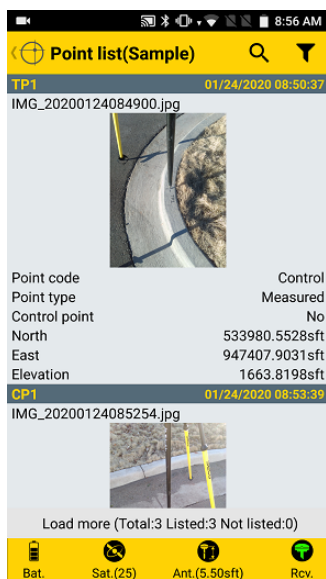 8:56 AM
Point list(Sample)
TP1 01/24/2020 08:50:37
IMG_20200124084900.jpg
Point code Control
Point type Measured
Control point No
North 533980.5528sft
East 947407.9031sft
Elevation 1663.8198sft
CP1 01/24/2020 08:53:39
IMG_20200124085254.jpg
Load more (Total:3 Listed:3 Not listed:0)
Bat. Sat.(25) Ant.(5.50sft) Rcv.